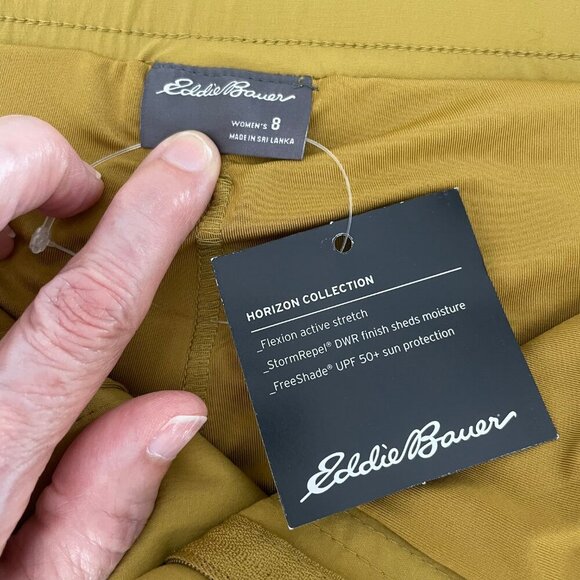 Eddie Bauer
WOMEN'S 8
MADE IN SRI LANKA
HORIZON COLLECTION
_Flexion active stretch
_StormRepel® DWR finish sheds moisture
_FreeShade® UPF 50+ sun protection
Eddie Bauer